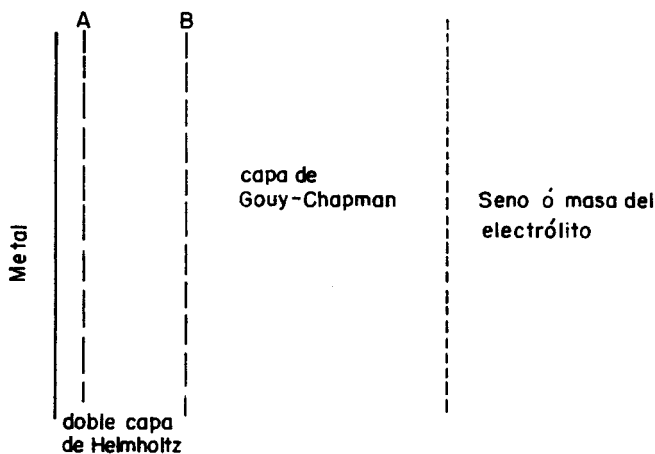 A
B
Metal
capa de
Gouy-Chapman
Seno ó masa del
electrólito
doble capa
de Helmholtz